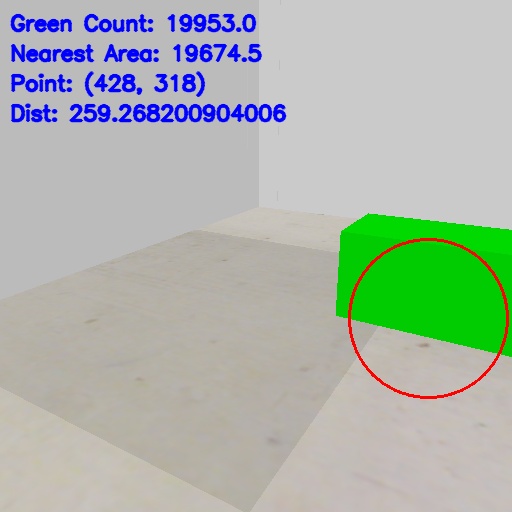 Green Count: 19953.0
Nearest Area: 19674.5
Point: (428, 318)
Dist: 259.268200904006